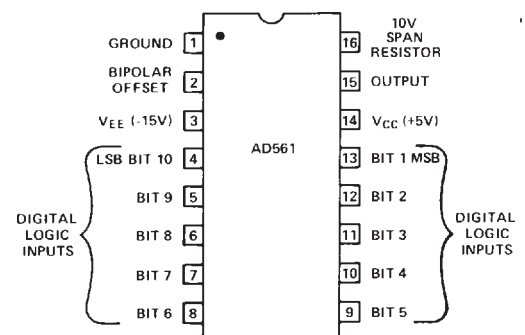 GROUND 1
BIPOLAR
OFFSET 2
VEE (-15V) 3
LSB BIT 10 4
BIT 9 5
BIT 8 6
BIT 7 7
BIT 6 8
DIGITAL
LOGIC
INPUTS
AD561
10V
SPAN
RESISTOR
16
15 OUTPUT
14 VCC (+5V)
13 BIT 1 MSB
12 BIT 2
11 BIT 3
10 BIT 4
9 BIT 5
DIGITAL
LOGIC
INPUTS